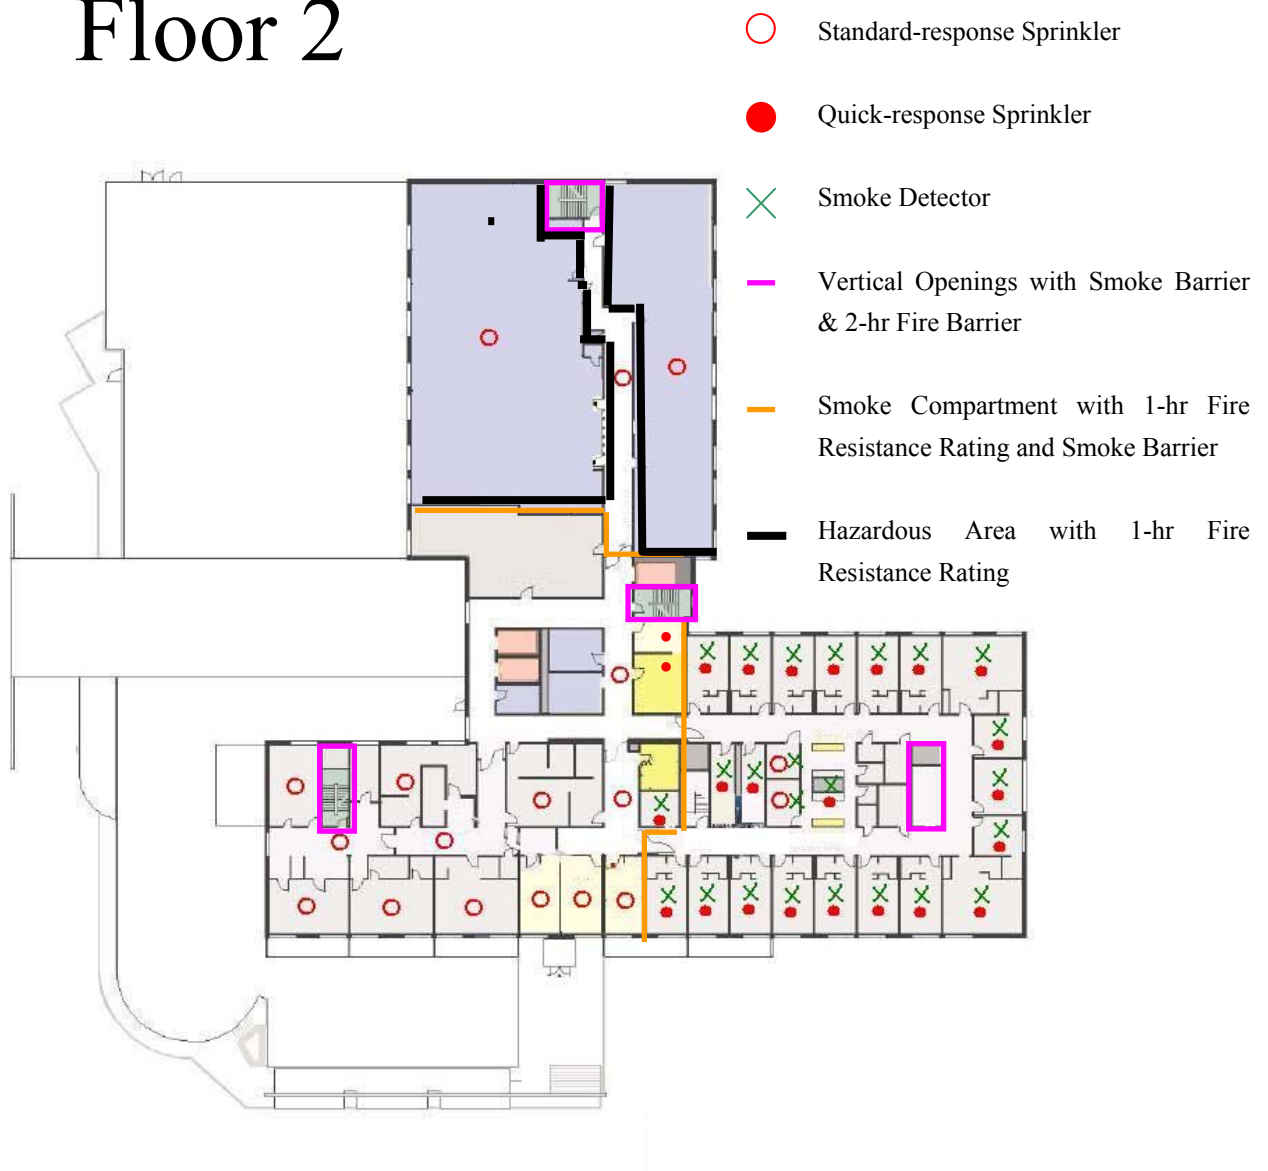 Floor 2
Standard-response Sprinkler
Quick-response Sprinkler
Smoke Detector
Vertical Openings with Smoke Barrier
& 2-hr Fire Barrier
Smoke Compartment with 1-hr Fire
Resistance Rating and Smoke Barrier
Hazardous Area with 1-hr Fire
Resistance Rating